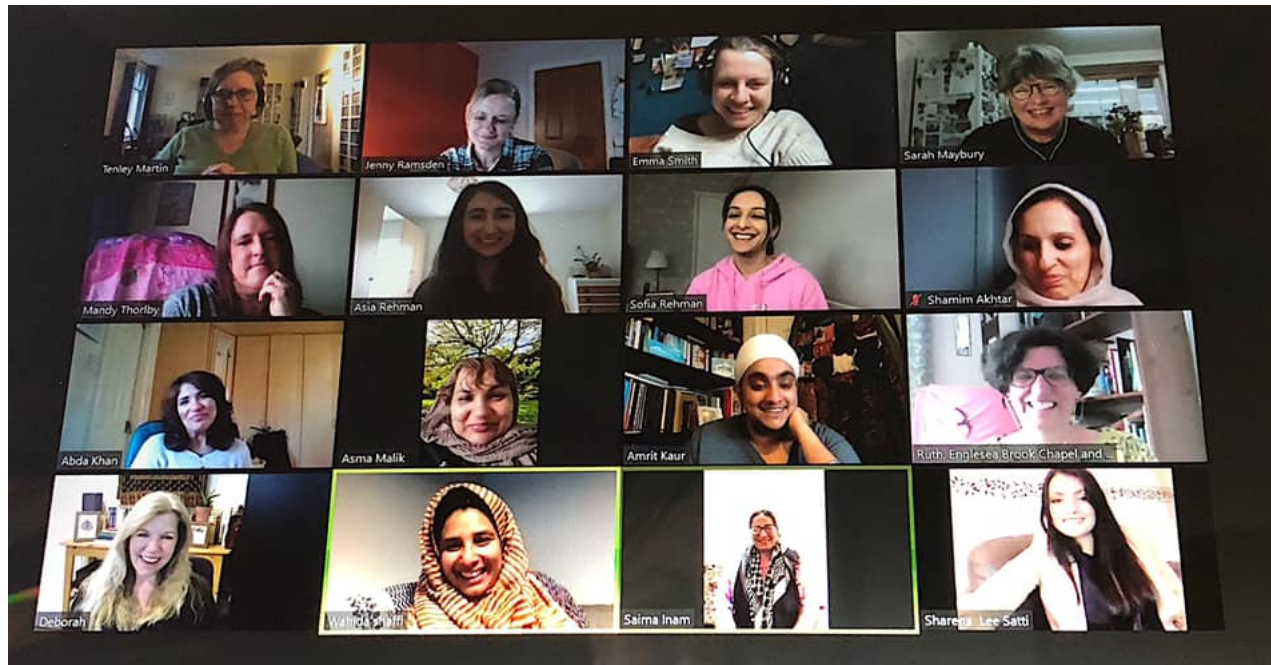 Tenley Martin
Jenny Ramsden
Emma Smith
Sarah Maybury
Mandy Thorlby
Asia Rehman
Sofia Rehman
Shamim Akhtar
Abda Khan
Asma Malik
Amrit Kaur
Ruth, Englesea Brook Chapel and ...
Deborah
Wahida shaffi
Saima Inam
Sharena Lee Satti